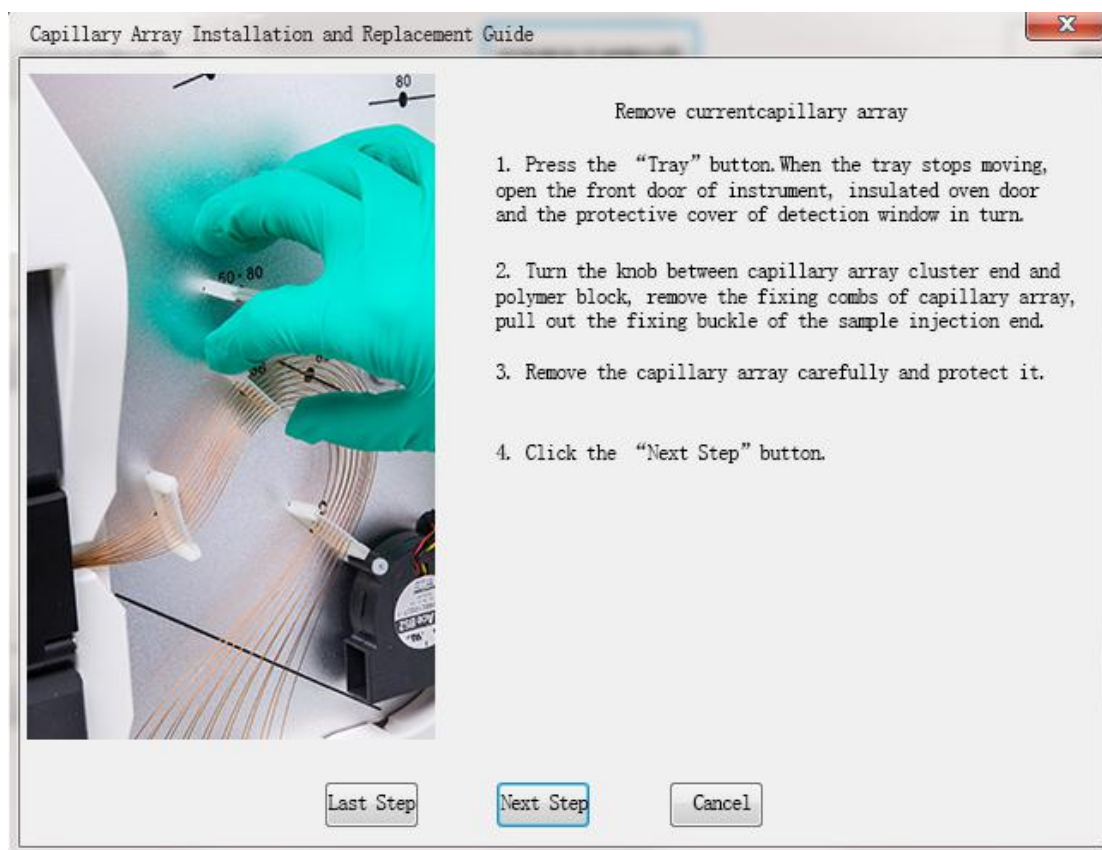 Capillary Array Installation and Replacement Guide
80
60·80
Remove currentcapillary array
1. Press the “Tray” button.When the tray stops moving,
open the front door of instrument, insulated oven door
and the protective cover of detection window in turn.
2. Turn the knob between capillary array cluster end and
polymer block, remove the fixing combs of capillary array,
pull out the fixing buckle of the sample injection end.
3. Remove the capillary array carefully and protect it.
4. Click the “Next Step” button.
Last Step
Next Step
Cancel